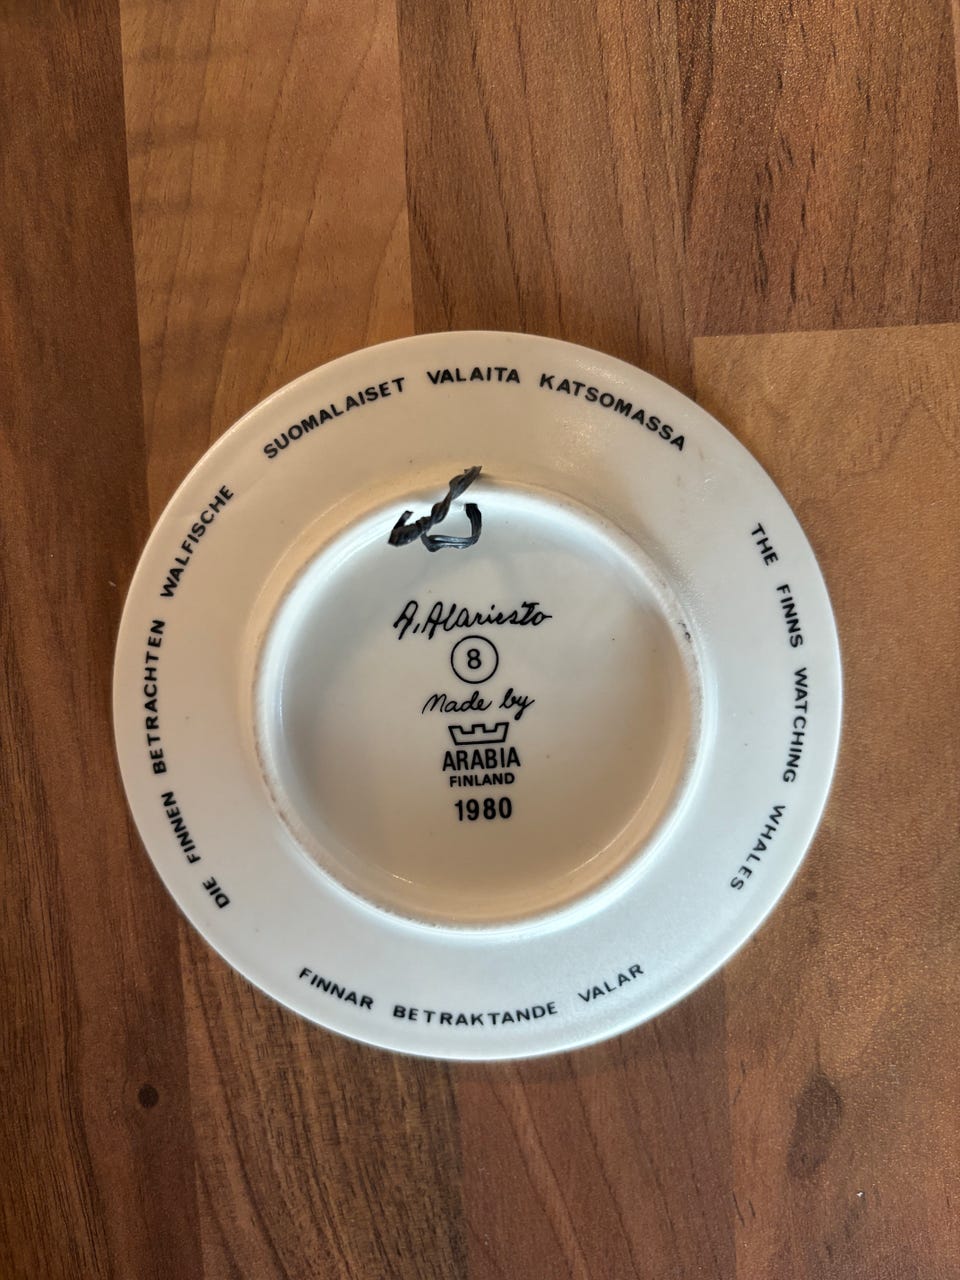 SUOMALAISET VALAITA KATSOMASSA
THE FINNS WATCHING WHALES
FINNAR BETRAKTANDE VALAR
DIE FINNEN BETRACHTEN WALFISCHE
A. Alariesto
8
Made by
ARABIA
FINLAND
1980